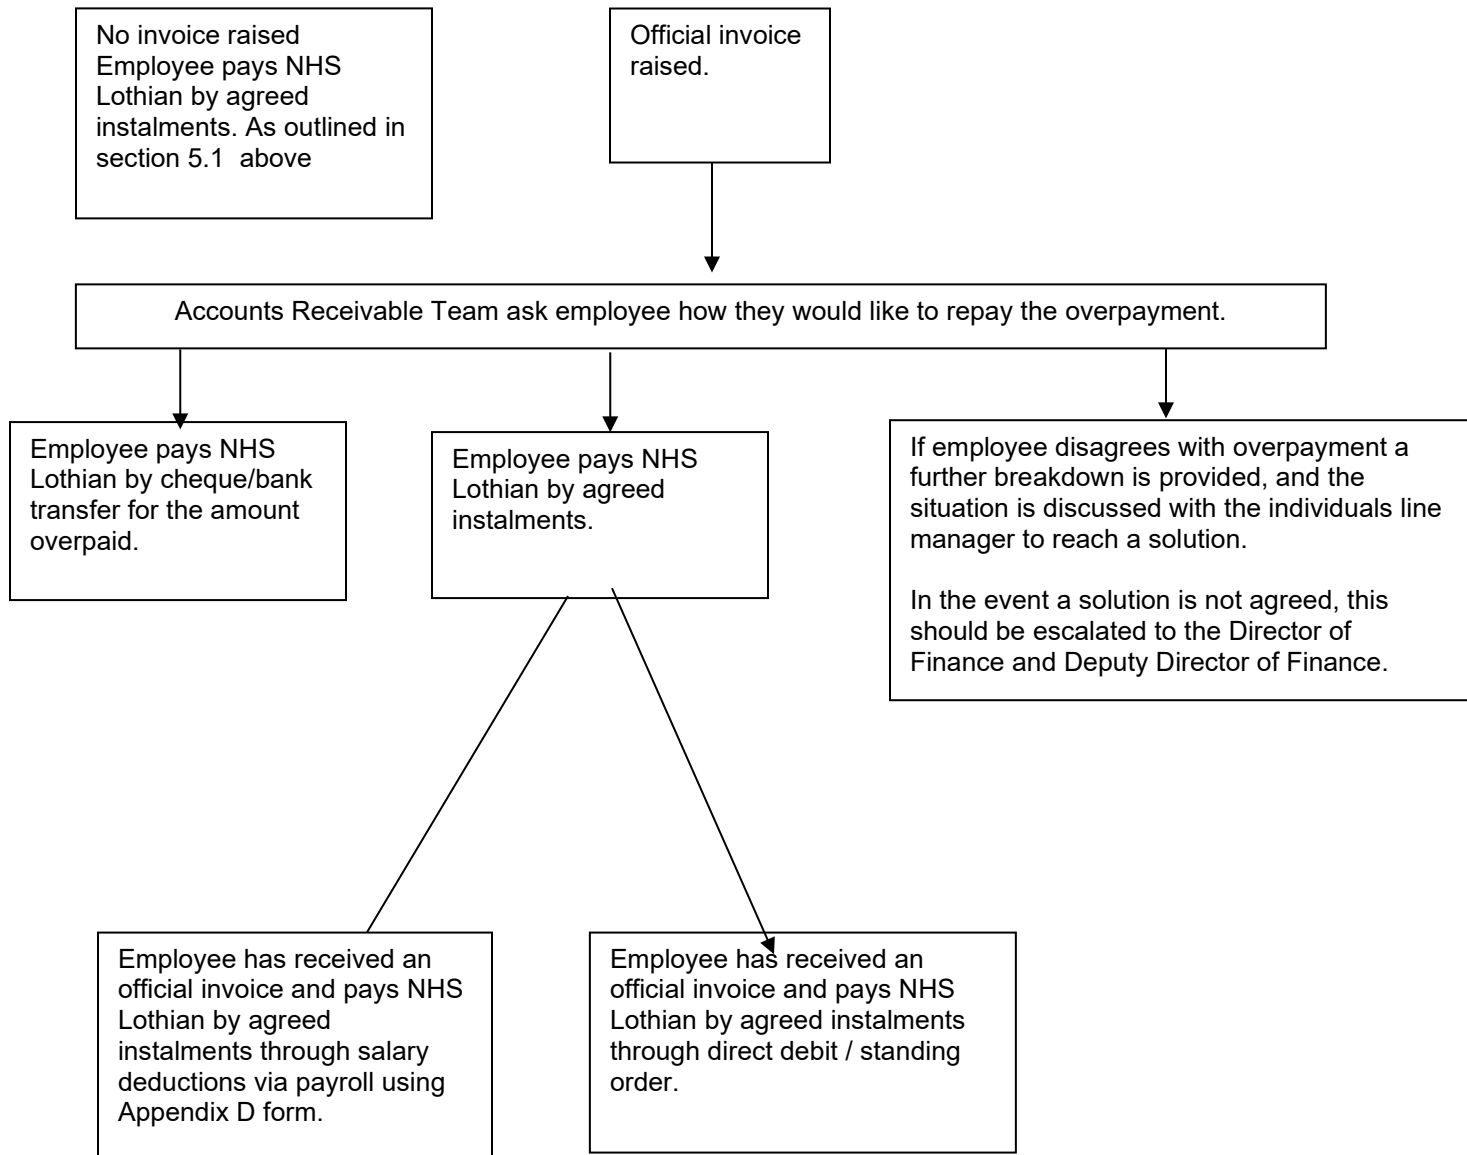 No invoice raised
Employee pays NHS
Lothian by agreed
instalments. As outlined in
section 5.1  above
Official invoice
raised.
Accounts Receivable Team ask employee how they would like to repay the overpayment.
Employee pays NHS
Lothian by cheque/bank
transfer for the amount
overpaid.
Employee pays NHS
Lothian by agreed
instalments.
If employee disagrees with overpayment a
further breakdown is provided, and the
situation is discussed with the individuals line
manager to reach a solution.
In the event a solution is not agreed, this
should be escalated to the Director of
Finance and Deputy Director of Finance.
Employee has received an
official invoice and pays NHS
Lothian by agreed
instalments through salary
deductions via payroll using
Appendix D form.
Employee has received an
official invoice and pays NHS
Lothian by agreed instalments
through direct debit / standing
order.